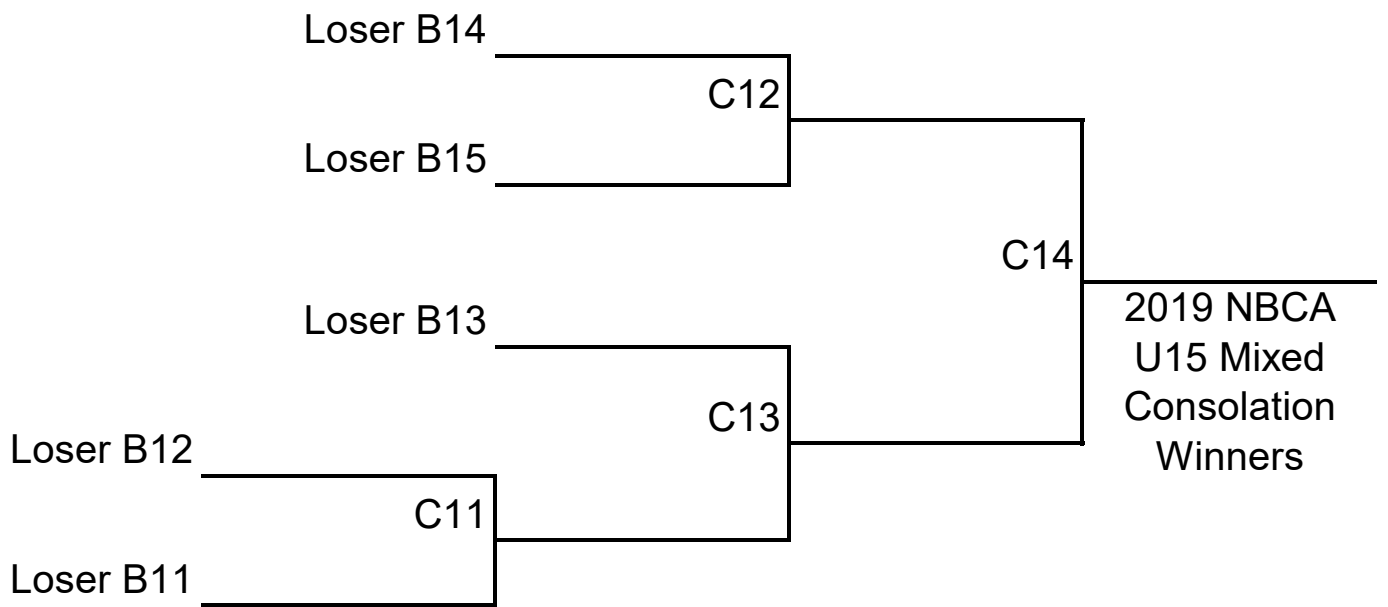 Loser B14
C12
Loser B15
C14
Loser B13
2019 NBCA
U15 Mixed
Consolation
Winners
C13
Loser B12
C11
Loser B11